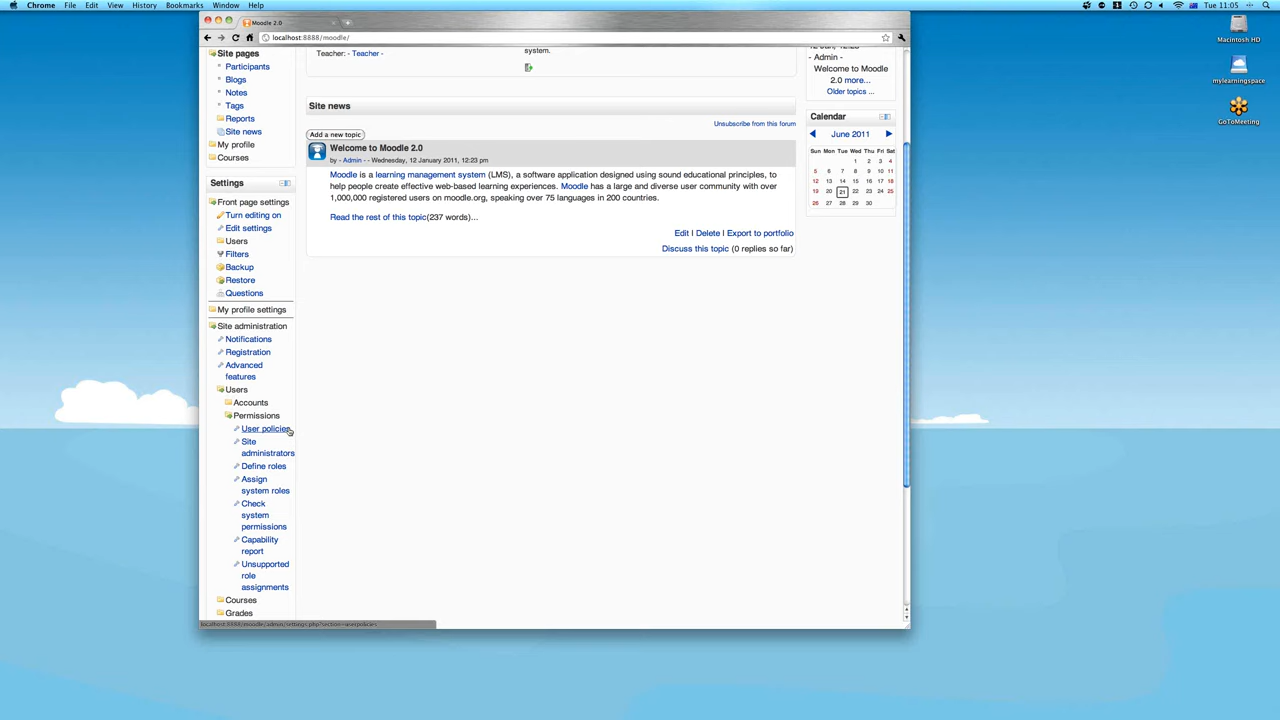 Chrome File Edit View History Bookmarks Window Help
Tue 11:05
Moodle 2.0
localhost:8888/moodle/
Macintosh HD
mylearningspace
GoToMeeting
Site pages
Participants
Blogs
Notes
Tags
Reports
Site news
My profile
Courses
Settings
Front page settings
Turn editing on
Edit settings
Users
Filters
Backup
Restore
Questions
My profile settings
Site administration
Notifications
Registration
Advanced
features
Users
Accounts
Permissions
User policies
Site
administrators
Define roles
Assign
system roles
Check
system
permissions
Capability
report
Unsupported
role
assignments
Courses
Grades
localhost:8888/moodle/admin/settings.php?section=userpolicies
Teacher: - Teacher -
system.
Site news
Unsubscribe from this forum
Add a new topic
Welcome to Moodle 2.0
by - Admin - - Wednesday, 12 January 2011, 12:23 pm
Moodle is a learning management system (LMS), a software application designed using sound educational principles, to
help people create effective web-based learning experiences. Moodle has a large and diverse user community with over
1,000,000 registered users on moodle.org, speaking over 75 languages in 200 countries.
Read the rest of this topic(237 words)...
Edit | Delete | Export to portfolio
Discuss this topic (0 replies so far)
- Admin -
Welcome to Moodle
2.0 more...
Older topics ...
Calendar
June 2011
Sun Mon Tue Wed Thu Fri Sat
1 2 3 4
5 6 7 8 9 10 11
12 13 14 15 16 17 18
19 20 21 22 23 24 25
26 27 28 29 30